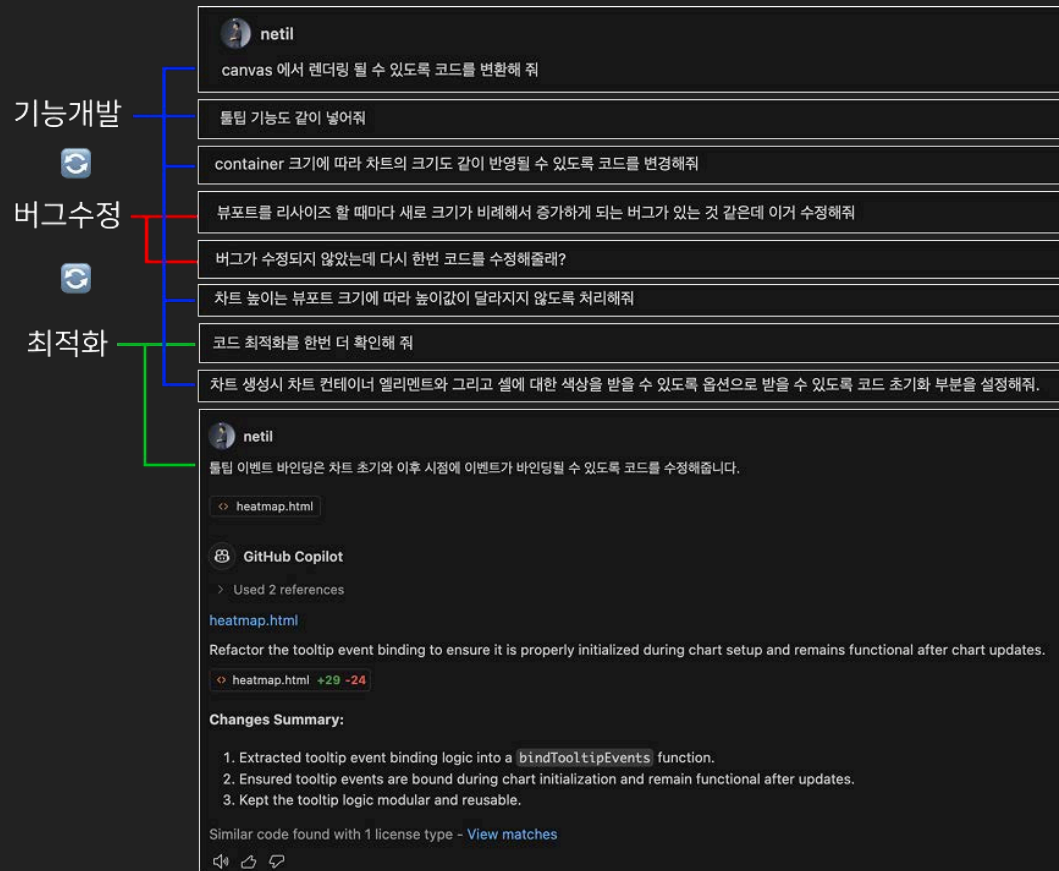 netil
canvas 에서 렌더링 될 수 있도록 코드를 변환해 줘
기능개발
툴팁 기능도 같이 넣어줘
container 크기에 따라 차트의 크기도 같이 반영될 수 있도록 코드를 변경해줘
버그수정
뷰포트를 리사이즈 할 때마다 새로 크기가 비례해서 증가하게 되는 버그가 있는 것 같은데 이거 수정해줘
버그가 수정되지 않았는데 다시 한번 코드를 수정해줄래?
차트 높이는 뷰포트 크기에 따라 높이값이 달라지지 않도록 처리해줘
최적화
코드 최적화를 한번 더 확인해 줘
차트 생성시 차트 컨테이너 엘리먼트와 그리고 셀에 대한 색상을 받을 수 있도록 옵션으로 받을 수 있도록 코드 초기화 부분을 설정해줘.
netil
툴팁 이벤트 바인딩은 차트 초기와 이후 시점에 이벤트가 바인딩될 수 있도록 코드를 수정해줍니다.
<> heatmap.html
GitHub Copilot
> Used 2 references
heatmap.html
Refactor the tooltip event binding to ensure it is properly initialized during chart setup and remains functional after chart updates.
<> heatmap.html +29 -24
Changes Summary:
1. Extracted tooltip event binding logic into a bindTooltipEvents function.
2. Ensured tooltip events are bound during chart initialization and remain functional after updates.
3. Kept the tooltip logic modular and reusable.
Similar code found with 1 license type - View matches